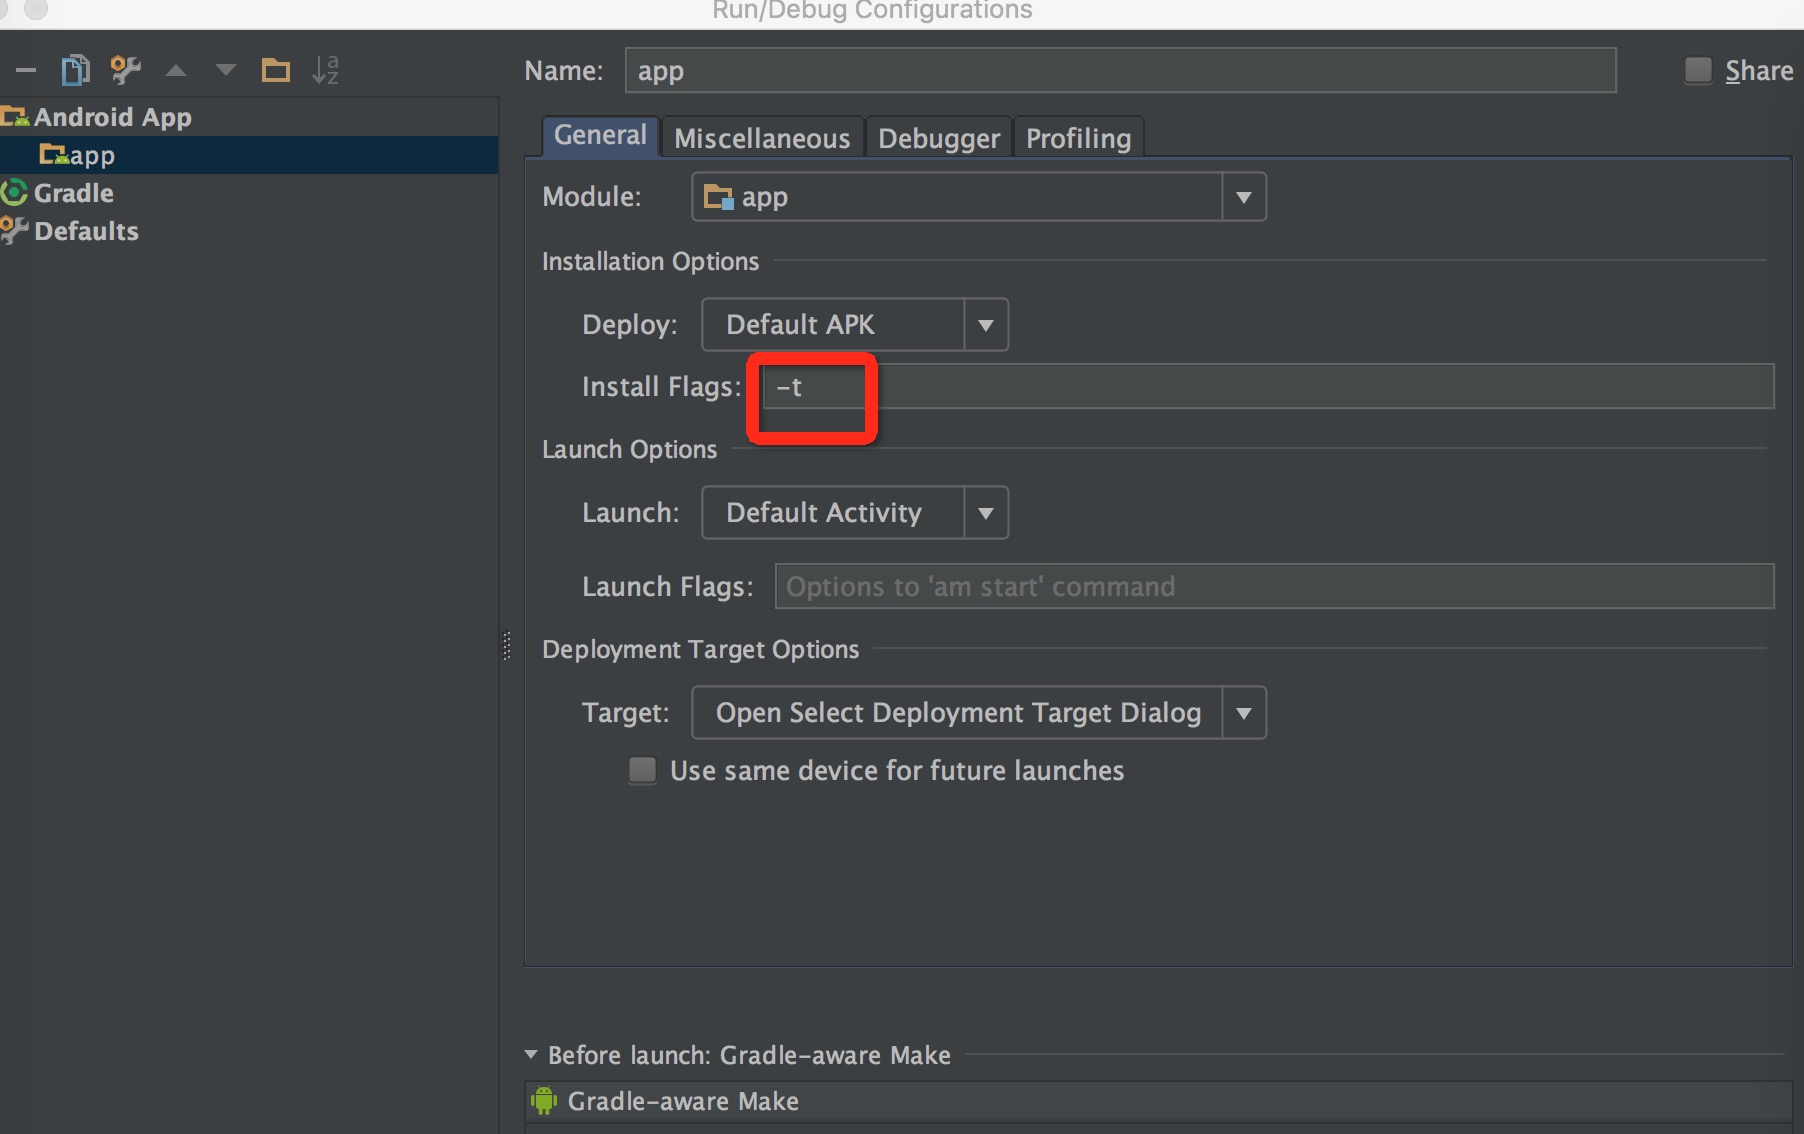 Run/Debug Configurations
Name: app Share
Android App
app
Gradle
Defaults
General Miscellaneous Debugger Profiling
Module: app
Installation Options
Deploy: Default APK
Install Flags: -t
Launch Options
Launch: Default Activity
Launch Flags: Options to 'am start' command
Deployment Target Options
Target: Open Select Deployment Target Dialog
Use same device for future launches
Before launch: Gradle-aware Make
Gradle-aware Make